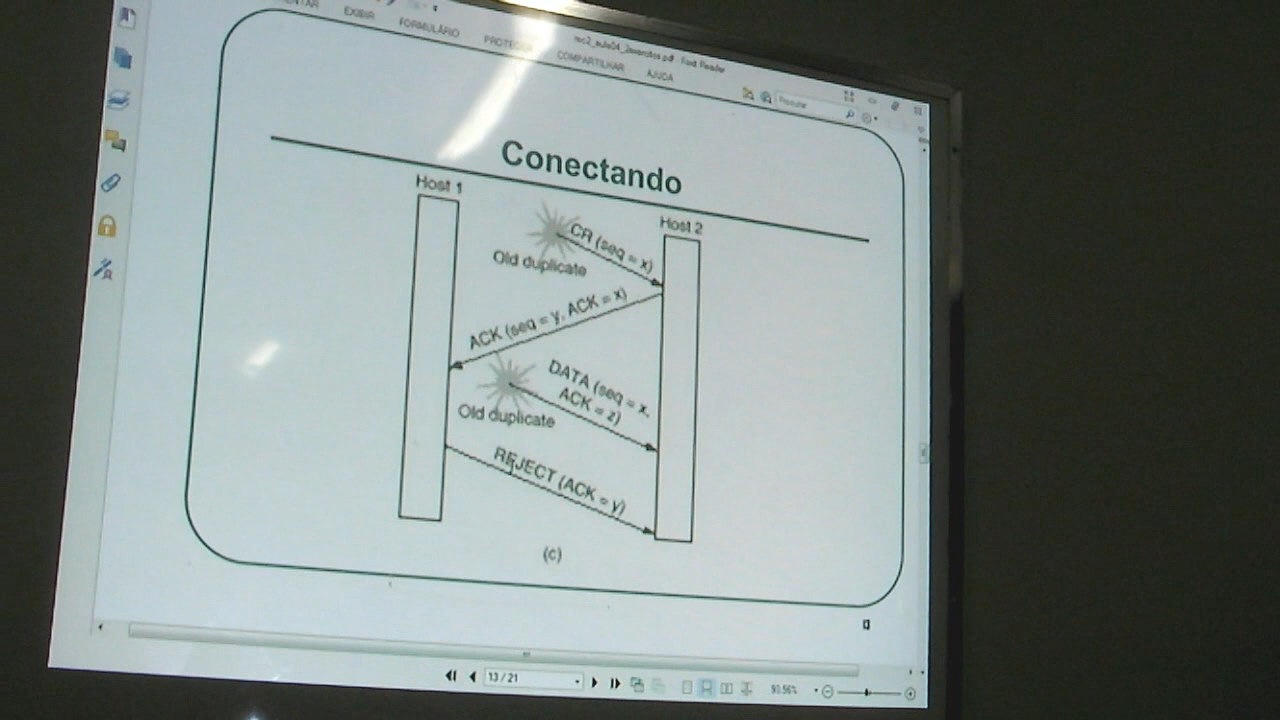 EXIBIR
FORMULÁRIO
COMPARTILHAR
AJUDA
Procurar
Conectando
Host 1
Host 2
CR (seq = x)
Old duplicate
ACK (seq = y, ACK = x)
DATA (seq = x,
ACK = z)
Old duplicate
REJECT (ACK = y)
(c)
13 / 21
90.56%